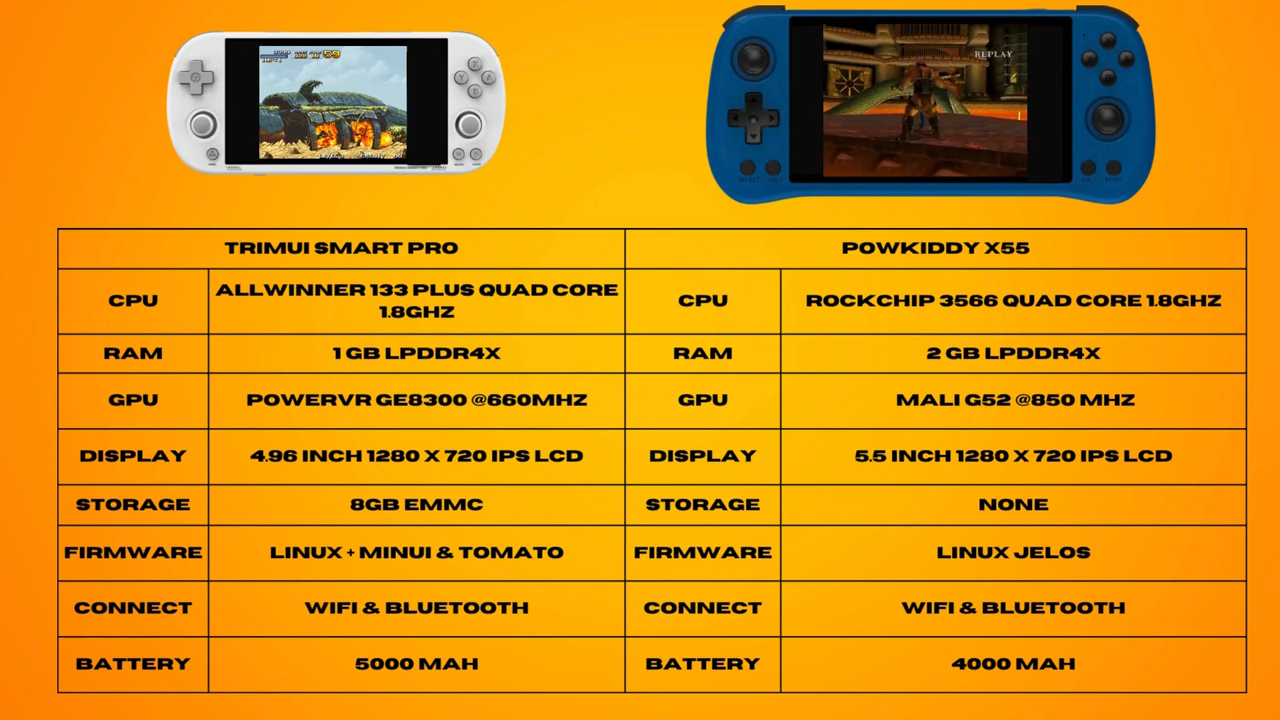 REPLAY
TRIMUI SMART PRO
POWKIDDY X55
CPU
ALLWINNER 133 PLUS QUAD CORE
1.8GHZ
CPU
ROCKCHIP 3566 QUAD CORE 1.8GHZ
RAM
1 GB LPDDR4X
RAM
2 GB LPDDR4X
GPU
POWERVR GE8300 @660MHZ
GPU
MALI G52 @850 MHZ
DISPLAY
4.96 INCH 1280 X 720 IPS LCD
DISPLAY
5.5 INCH 1280 X 720 IPS LCD
STORAGE
8GB EMMC
STORAGE
NONE
FIRMWARE
LINUX + MINUI & TOMATO
FIRMWARE
LINUX JELOS
CONNECT
WIFI & BLUETOOTH
CONNECT
WIFI & BLUETOOTH
BATTERY
5000 MAH
BATTERY
4000 MAH